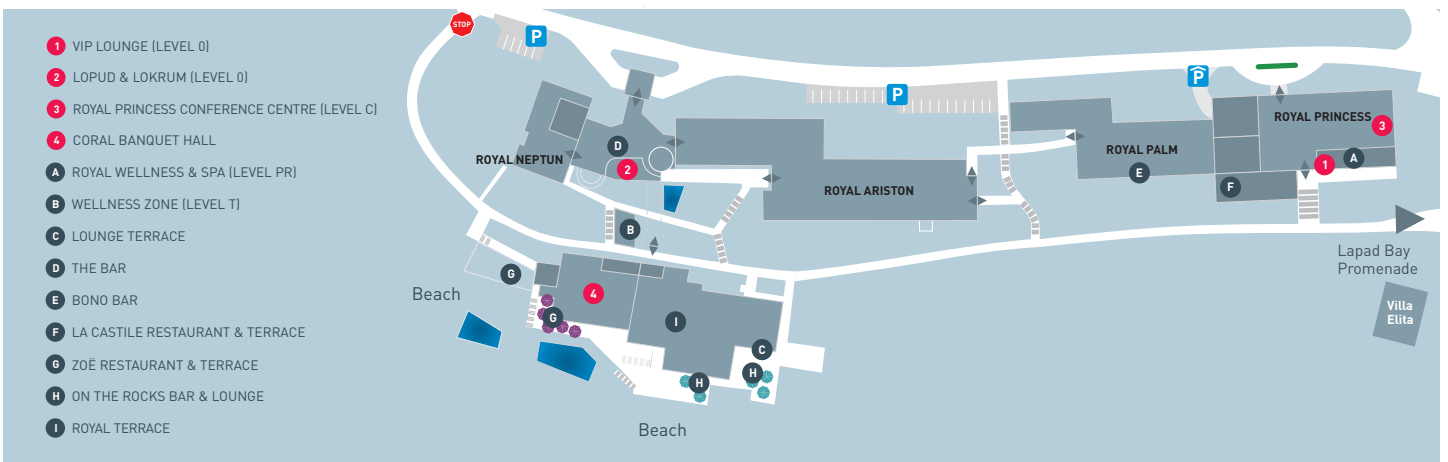 1 VIP LOUNGE (LEVEL 0)
2 LOPUD & LOKRUM (LEVEL 0)
3 ROYAL PRINCESS CONFERENCE CENTRE (LEVEL C)
4 CORAL BANQUET HALL
A ROYAL WELLNESS & SPA (LEVEL PR)
B WELLNESS ZONE (LEVEL T)
C LOUNGE TERRACE
D THE BAR
E BONO BAR
F LA CASTILE RESTAURANT & TERRACE
G ZOË RESTAURANT & TERRACE
H ON THE ROCKS BAR & LOUNGE
I ROYAL TERRACE
STOP
P
P
P
ROYAL PRINCESS
3
D
ROYAL NEPTUN
2
ROYAL ARISTON
ROYAL PALM
E
1
A
F
B
Lapad Bay
Promenade
G
Beach
4
Villa
Elita
G
I
C
H
H
Beach